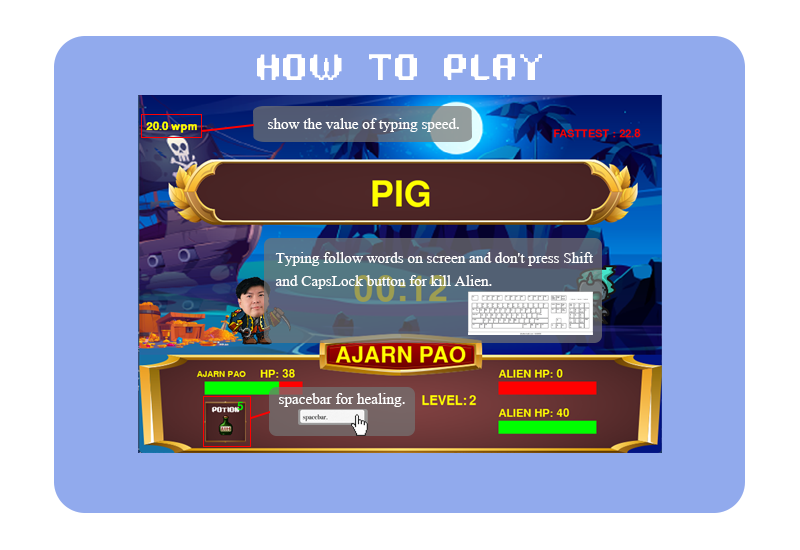 HOW TO PLAY
20.0 wpm
show the value of typing speed.
FASTTEST : 22.8
PIG
Typing follow words on screen and don't press Shift
and CapsLock button for kill Alien.
00:12
AJARN PAO
AJARN PAO HP: 38
ALIEN HP: 0
POTION 5
spacebar for healing.
spacebar.
LEVEL: 2
ALIEN HP: 40